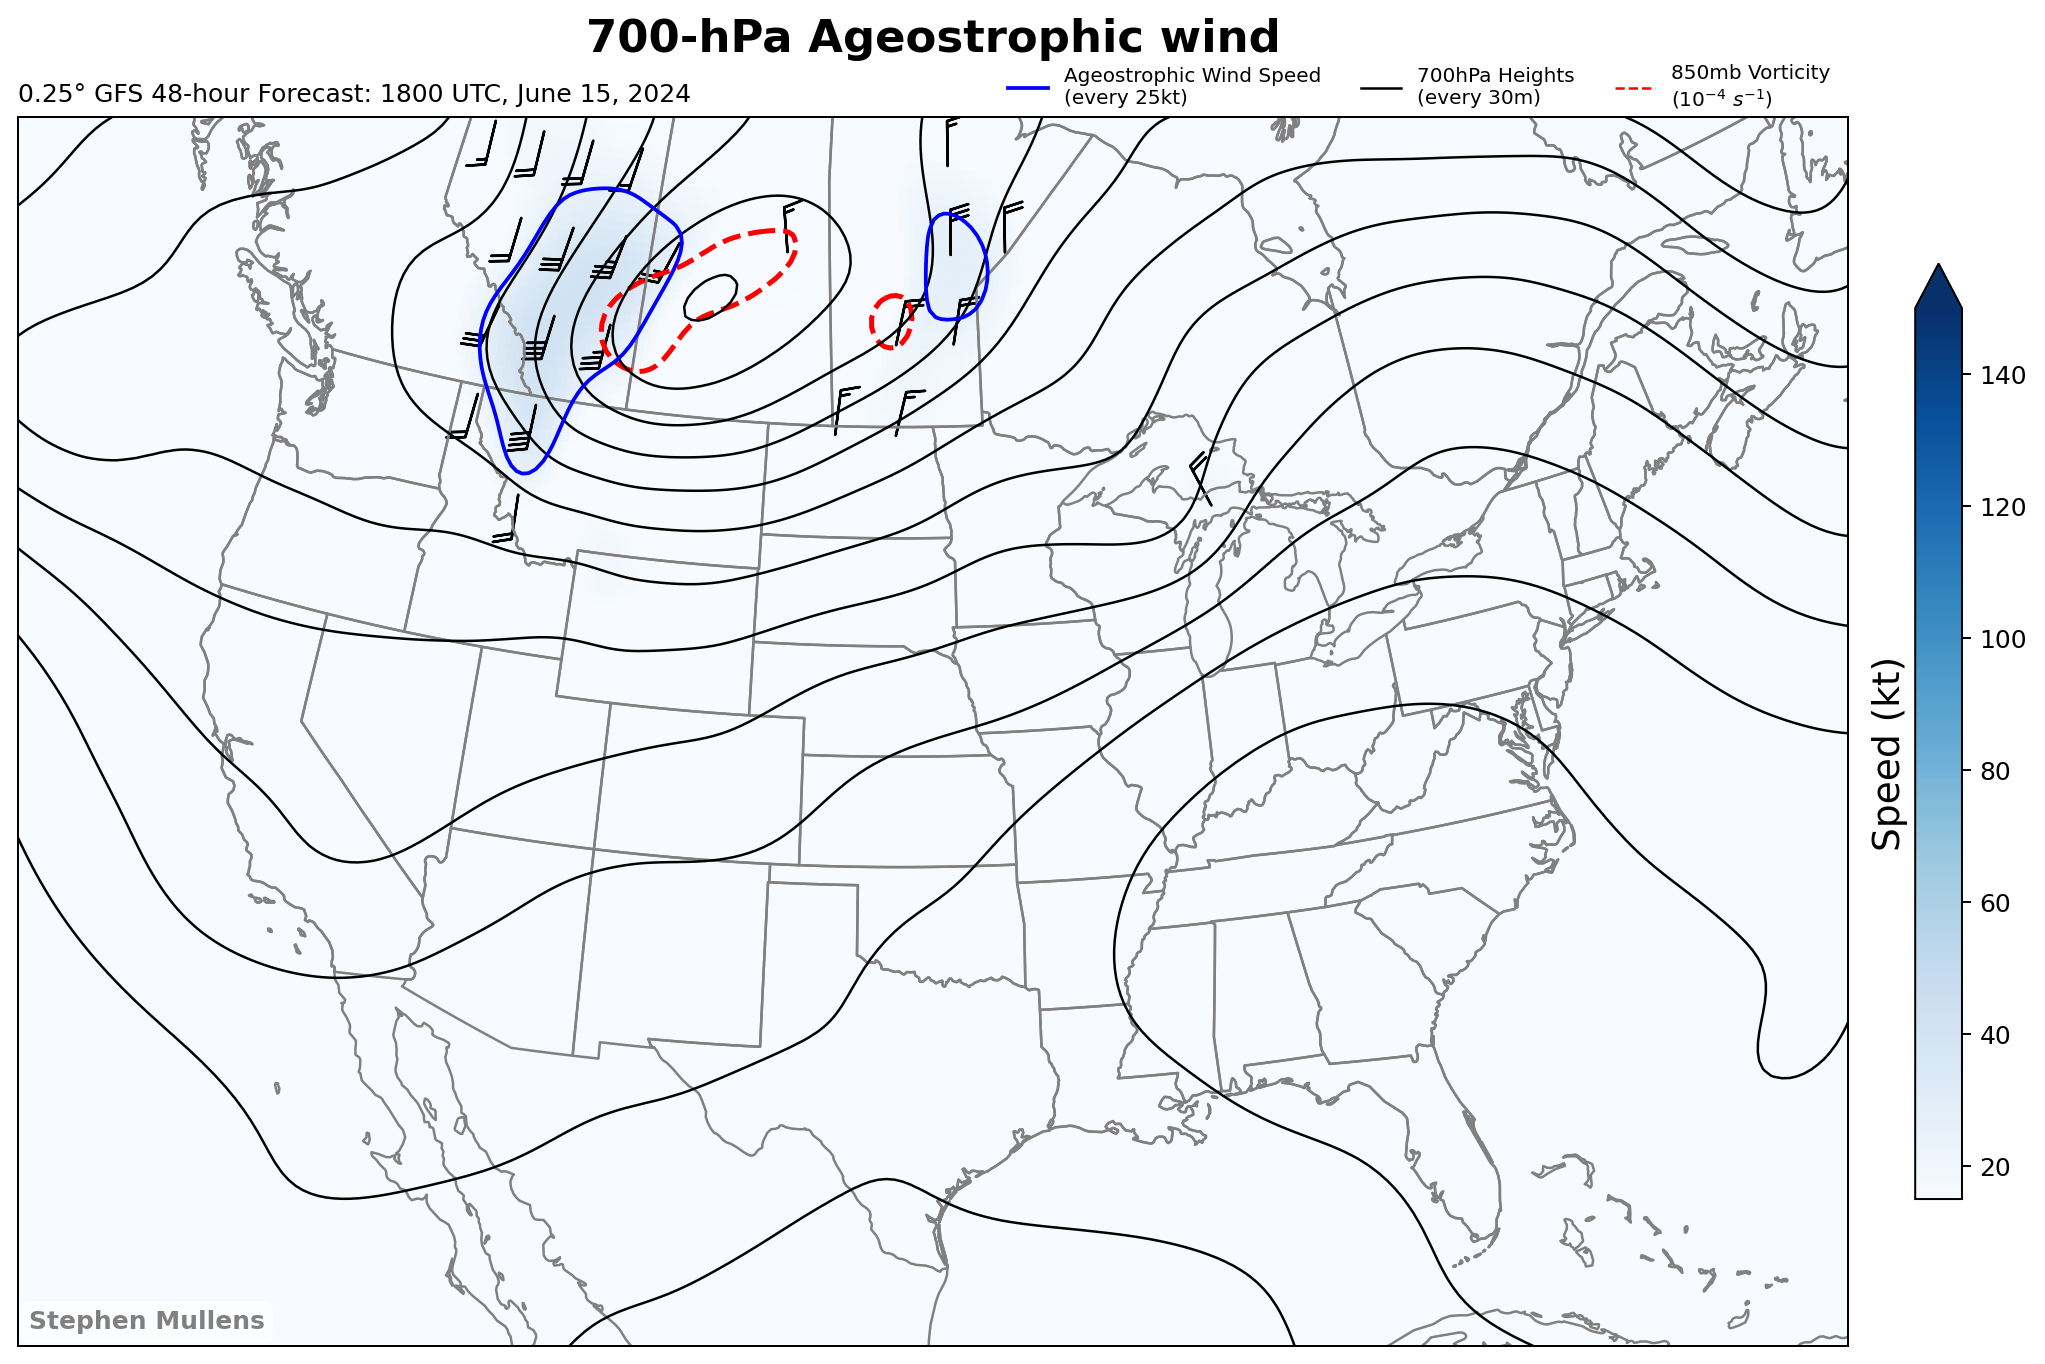 700-hPa Ageostrophic wind
0.25° GFS 48-hour Forecast: 1800 UTC, June 15, 2024
Ageostrophic Wind Speed
(every 25kt)
700hPa Heights
(every 30m)
850mb Vorticity
(10⁻⁴ s⁻¹)
140
120
100
80
60
40
20
Speed (kt)
Stephen Mullens